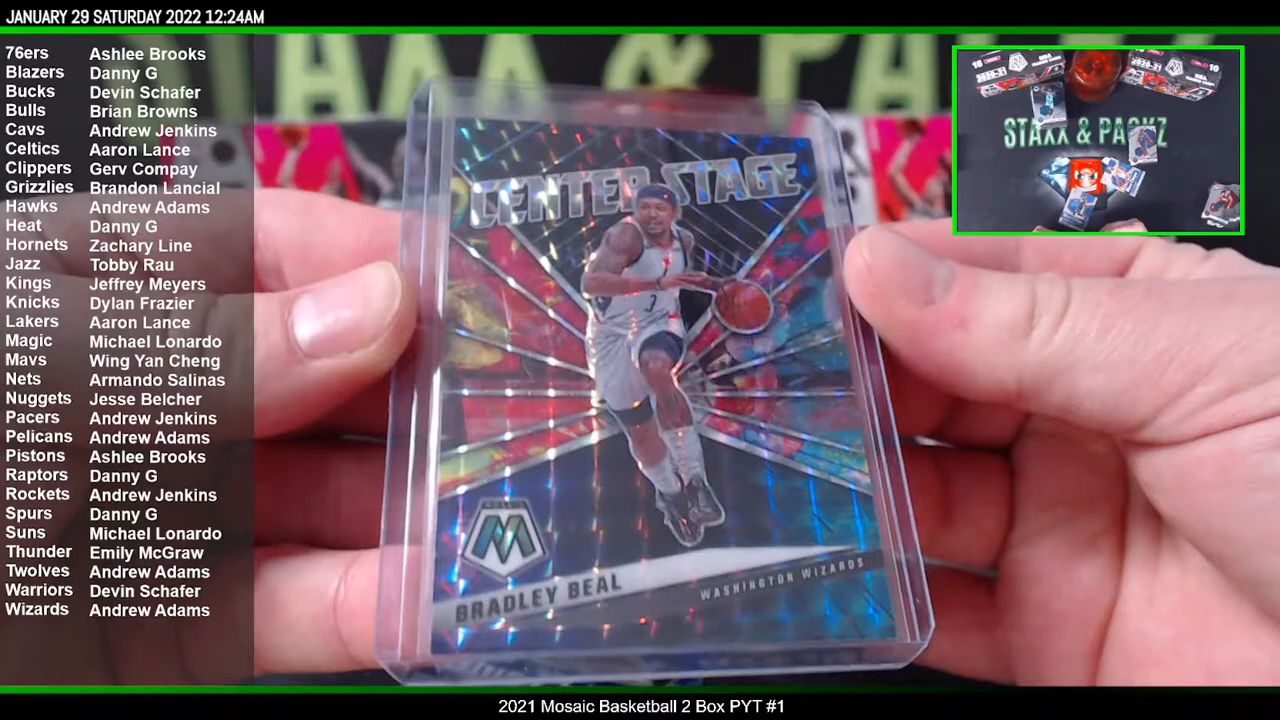 JANUARY 29 SATURDAY 2022 12:24AM
76ers Ashlee Brooks
Blazers Danny G
Bucks Devin Schafer
Bulls Brian Browns
Cavs Andrew Jenkins
Celtics Aaron Lance
Clippers Gerv Compay
Grizzlies Brandon Lancial
Hawks Andrew Adams
Heat Danny G
Hornets Zachary Line
Jazz Tobby Rau
Kings Jeffrey Meyers
Knicks Dylan Frazier
Lakers Aaron Lance
Magic Michael Lonardo
Mavs Wing Yan Cheng
Nets Armando Salinas
Nuggets Jesse Belcher
Pacers Andrew Jenkins
Pelicans Andrew Adams
Pistons Ashlee Brooks
Raptors Danny G
Rockets Andrew Jenkins
Spurs Danny G
Suns Michael Lonardo
Thunder Emily McGraw
Twolves Andrew Adams
Warriors Devin Schafer
Wizards Andrew Adams
CENTER STAGE
3
MOSAIC
M
BRADLEY BEAL
WASHINGTON WIZARDS
STAXX & PACKZ
2021 Mosaic Basketball 2 Box PYT #1